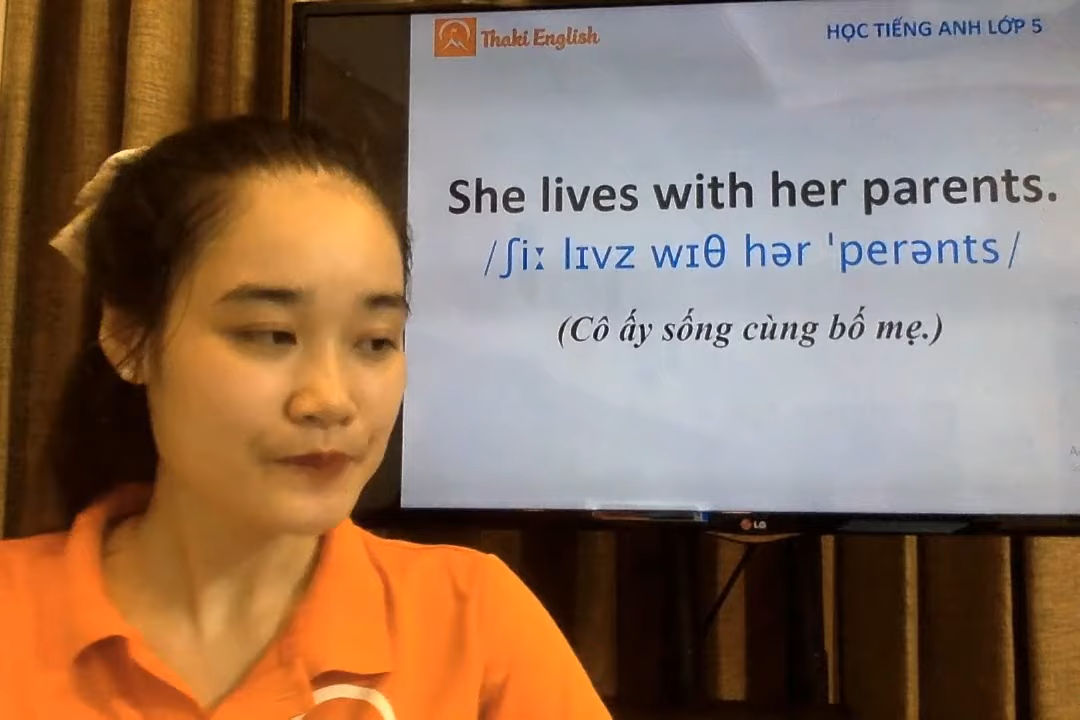 Thaki English
HỌC TIẾNG ANH LỚP 5
She lives with her parents.
/ʃiː lɪvz wɪθ hər ˈperənts/
(Cô ấy sống cùng bố mẹ.)
LG